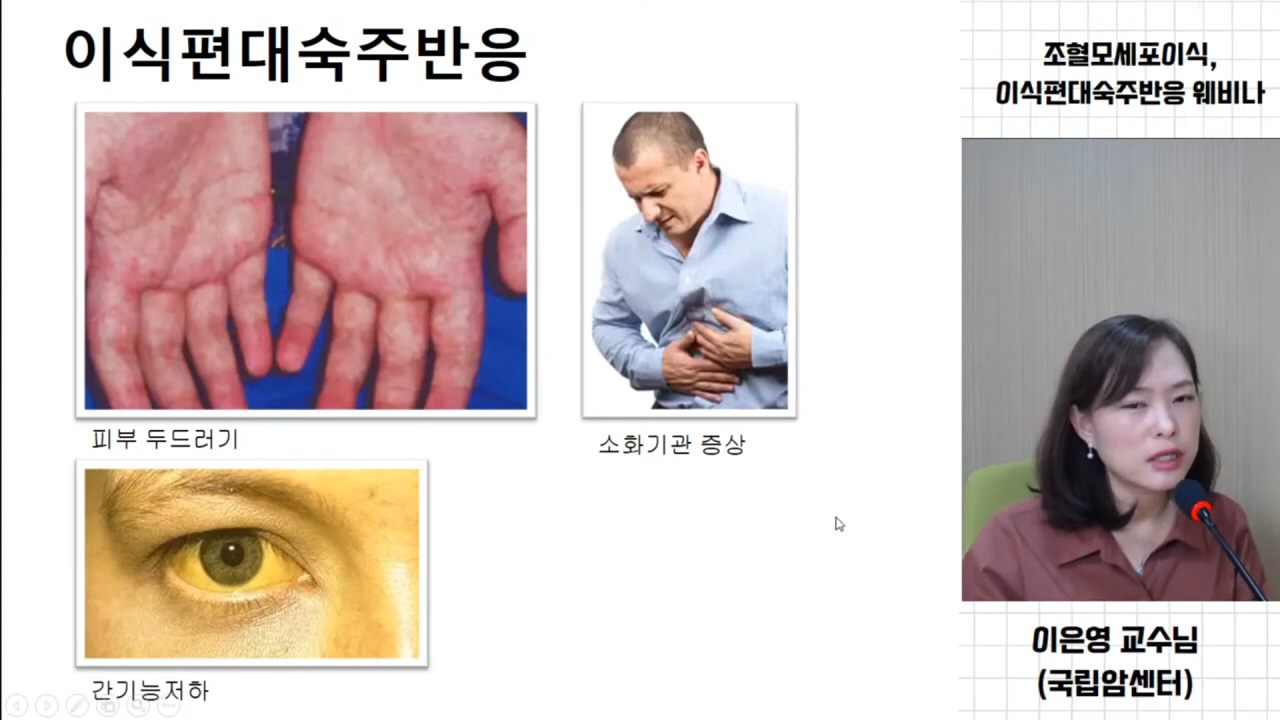 이식편대숙주반응
피부 두드러기
소화기관 증상
간기능저하
조혈모세포이식,
이식편대숙주반응 웨비나
이은영 교수님
(국립암센터)